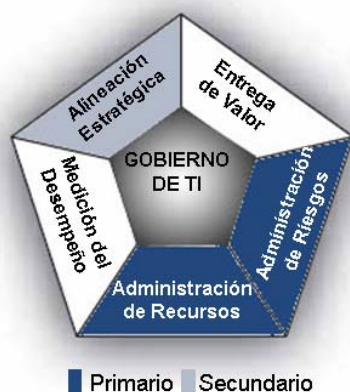 Alineación
Estratégica
Entrega
de Valor
GOBIERNO
DE TI
Medición del
Desempeño
Administración
de Riesgos
Administración
de Recursos
Primario Secundario